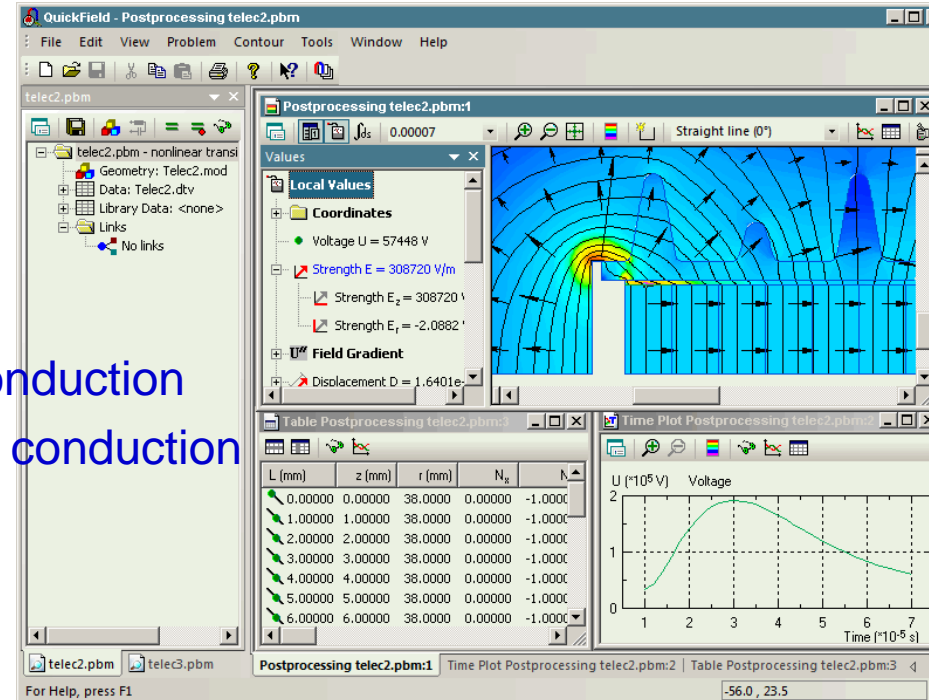 QuickField - Postprocessing telec2.pbm
File Edit View Problem Contour Tools Window Help
telec2.pbm
telec2.pbm - nonlinear transi
Geometry: Telec2.mod
Data: Telec2.dtv
Library Data: <none>
Links
No links
onduction
conduction
Postprocessing telec2.pbm:1
∫ds 0.00007 Straight line (0°)
Values
Local Values
Coordinates
Voltage U = 57448 V
Strength E = 308720 V/m
Strength Ez = 308720 V
Strength Er = -2.0882
Field Gradient
Displacement D = 1.6401e-
Table Postprocessing telec2.pbm:3
L (mm) z (mm) r (mm) N
0.00000 0.00000 38.0000 0.00000 -1.0000
1.00000 1.00000 38.0000 0.00000 -1.0000
2.00000 2.00000 38.0000 0.00000 -1.0000
3.00000 3.00000 38.0000 0.00000 -1.0000
4.00000 4.00000 38.0000 0.00000 -1.0000
5.00000 5.00000 38.0000 0.00000 -1.0000
6.00000 6.00000 38.0000 0.00000 -1.0000
Time Plot Postprocessing telec2.pbm:2
U (*10⁵ V) Voltage
2
1
0
1 2 3 4 5 6 7
Time (*10⁻⁵ s)
telec2.pbm telec3.pbm
Postprocessing telec2.pbm:1 Time Plot Postprocessing telec2.pbm:2 Table Postprocessing telec2.pbm:3
For Help, press F1
-56.0 , 23.5